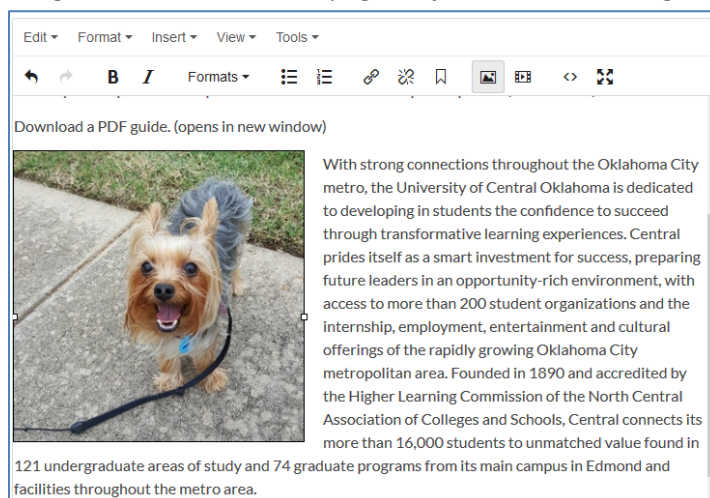 Edit Format Insert View Tools
B I Formats
Download a PDF guide. (opens in new window)
With strong connections throughout the Oklahoma City
metro, the University of Central Oklahoma is dedicated
to developing in students the confidence to succeed
through transformative learning experiences. Central
prides itself as a smart investment for success, preparing
future leaders in an opportunity-rich environment, with
access to more than 200 student organizations and the
internship, employment, entertainment and cultural
offerings of the rapidly growing Oklahoma City
metropolitan area. Founded in 1890 and accredited by
the Higher Learning Commission of the North Central
Association of Colleges and Schools, Central connects its
more than 16,000 students to unmatched value found in
121 undergraduate areas of study and 74 graduate programs from its main campus in Edmond and
facilities throughout the metro area.